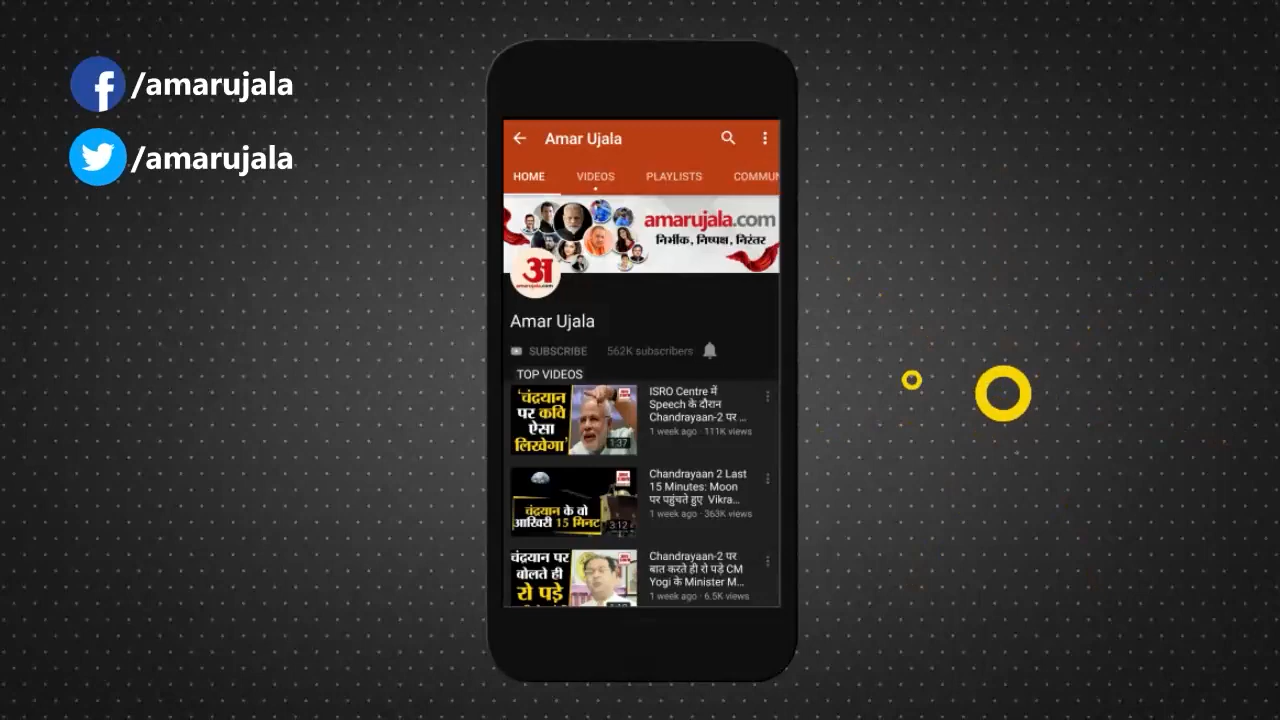 /amarujala
/amarujala
Amar Ujala
HOME VIDEOS PLAYLISTS COMMUN
amarujala.com
निर्भीक, निष्पक्ष, निरंतर
अ
amarujala.com
Amar Ujala
SUBSCRIBE 562K subscribers
TOP VIDEOS
'चंद्रयान
पर कवि
ऐसा
लिखेगा'
1:37
ISRO Centre में
Speech के दौरान
Chandrayaan-2 पर ...
1 week ago · 111K views
चंद्रयान के वो
आखिरी 15 मिनट
3:12
Chandrayaan 2 Last
15 Minutes: Moon
पर पहुंचते हुए Vikra...
1 week ago · 363K views
चंद्रयान पर
बोलते ही
रो पड़े
Chandrayaan-2 पर
बात करते ही रो पड़े CM
Yogi के Minister M...
1 week ago · 6.5K views